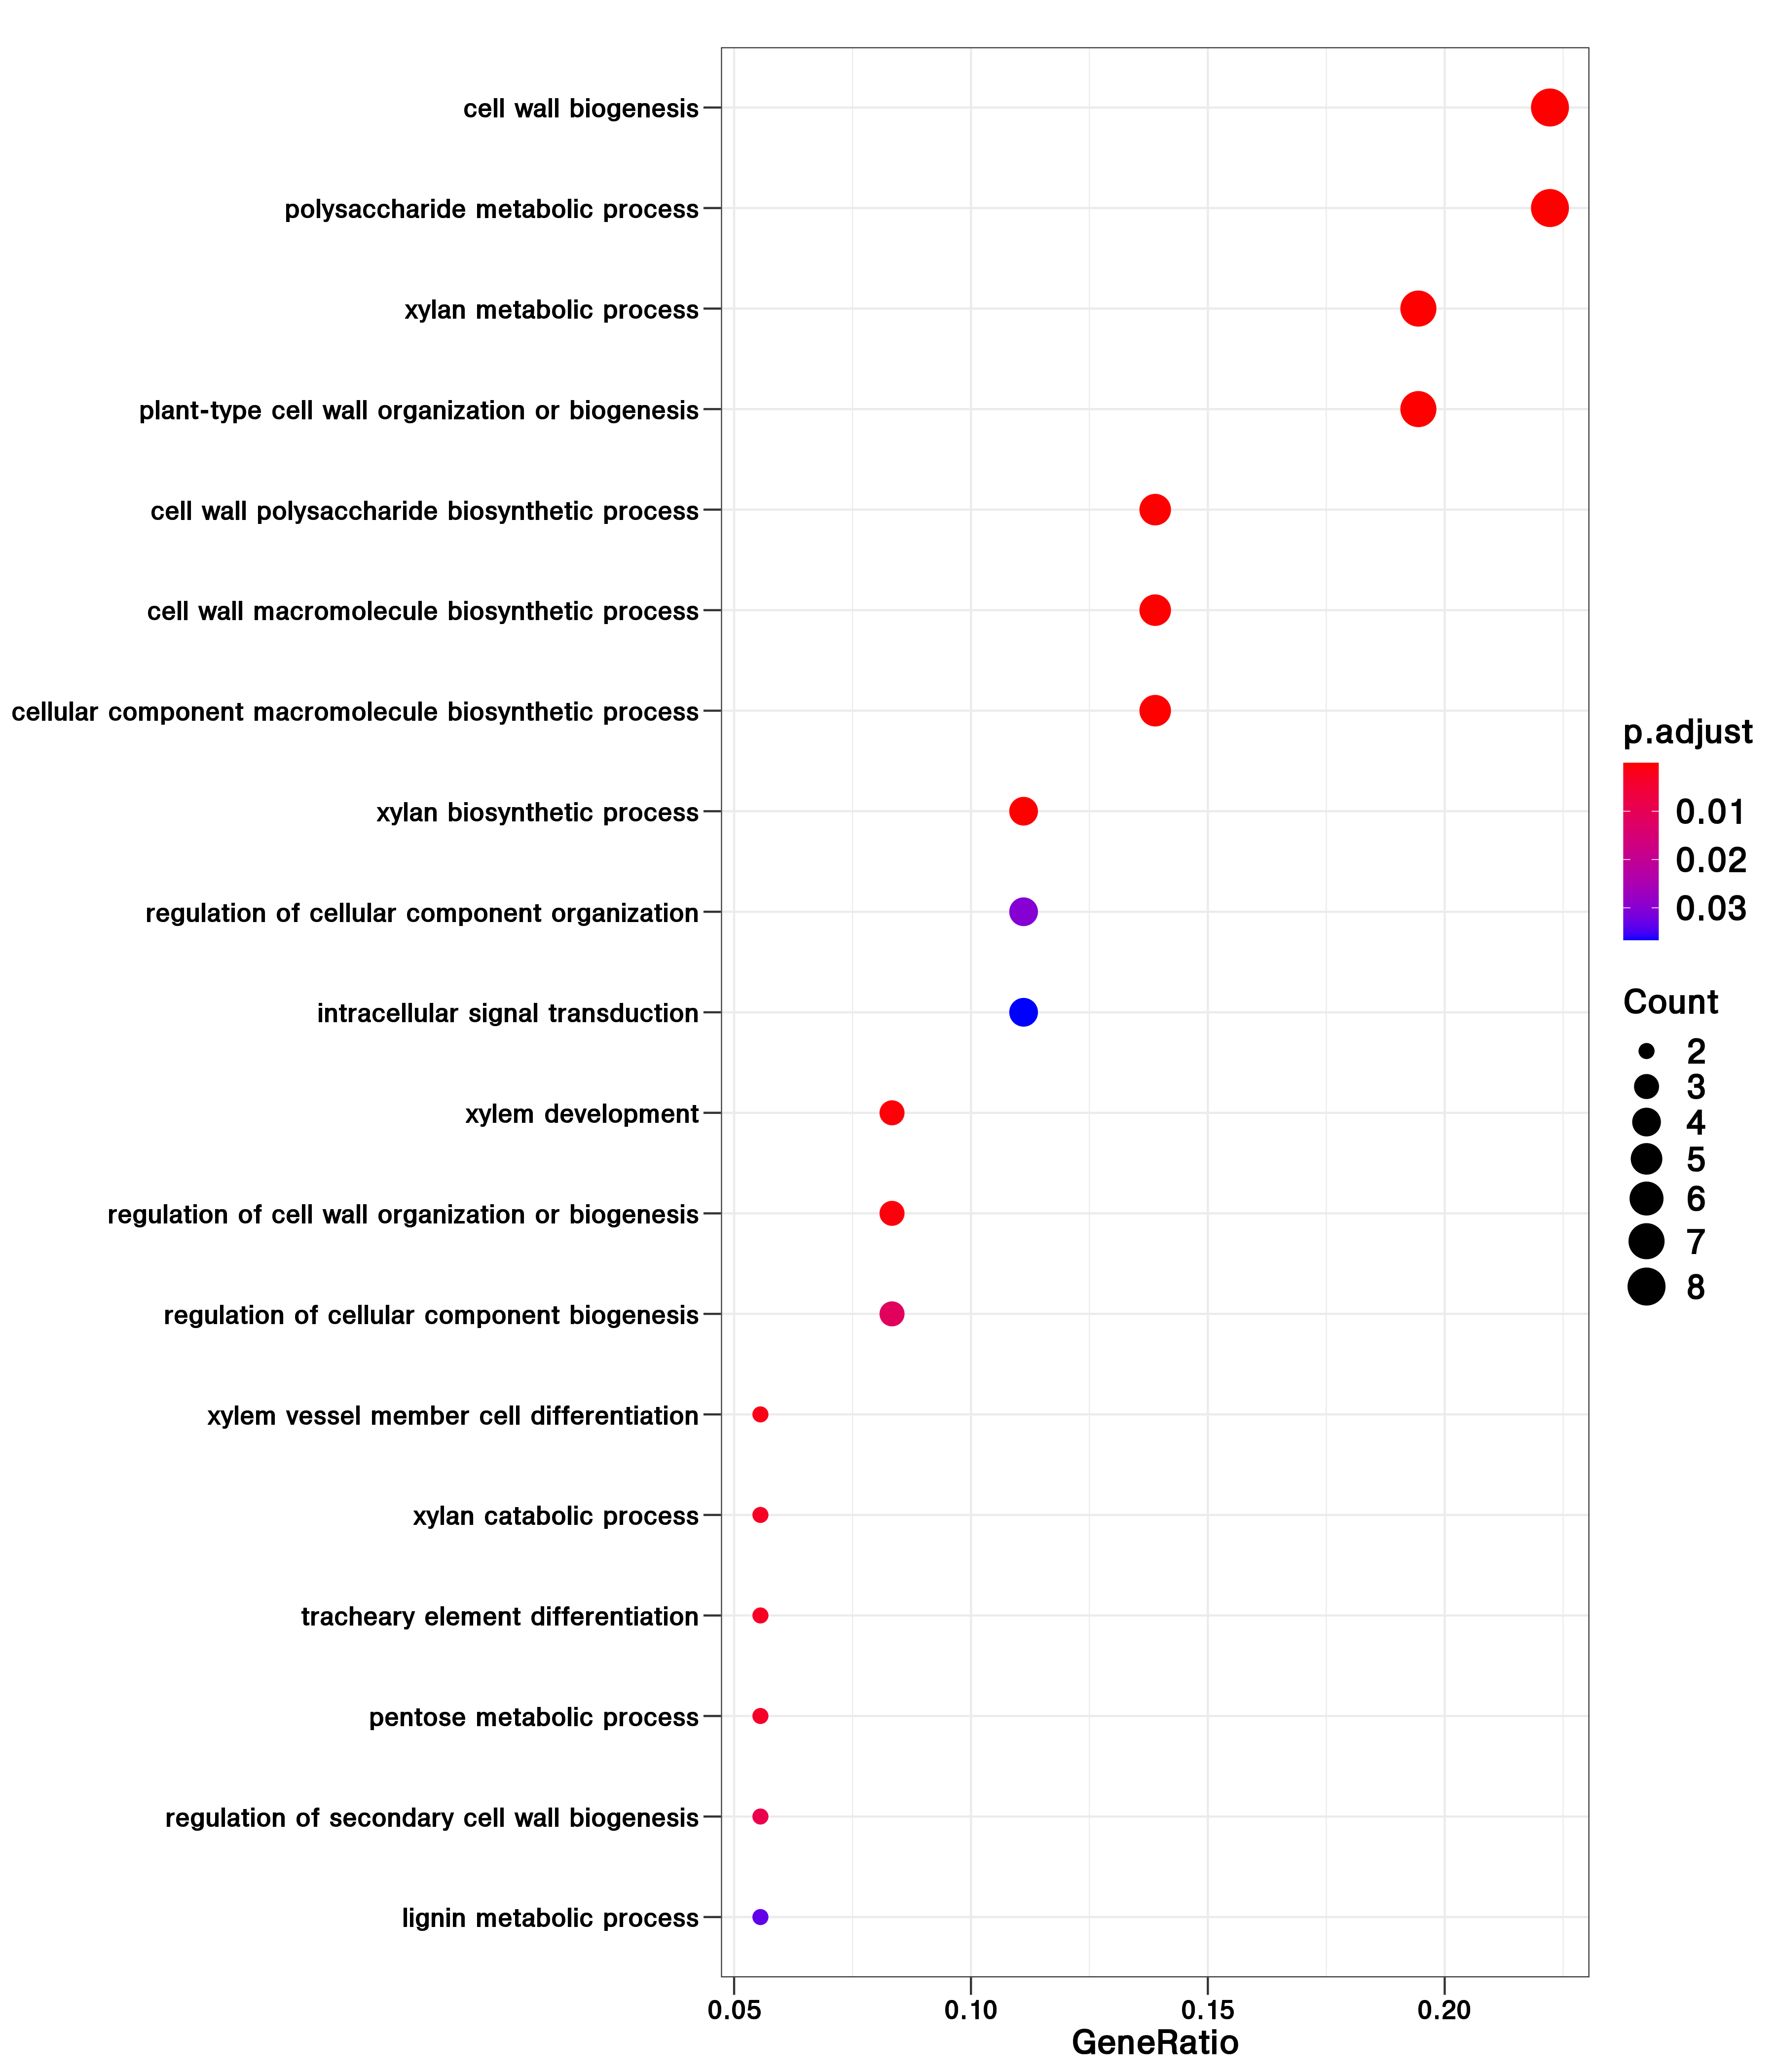 cell wall biogenesis
polysaccharide metabolic process
xylan metabolic process
plant-type cell wall organization or biogenesis
cell wall polysaccharide biosynthetic process
cell wall macromolecule biosynthetic process
cellular component macromolecule biosynthetic process
xylan biosynthetic process
regulation of cellular component organization
intracellular signal transduction
xylem development
regulation of cell wall organization or biogenesis
regulation of cellular component biogenesis
xylem vessel member cell differentiation
xylan catabolic process
tracheary element differentiation
pentose metabolic process
regulation of secondary cell wall biogenesis
lignin metabolic process
0.05 0.10 0.15 0.20
GeneRatio
p.adjust
0.01
0.02
0.03
Count
2
3
4
5
6
7
8